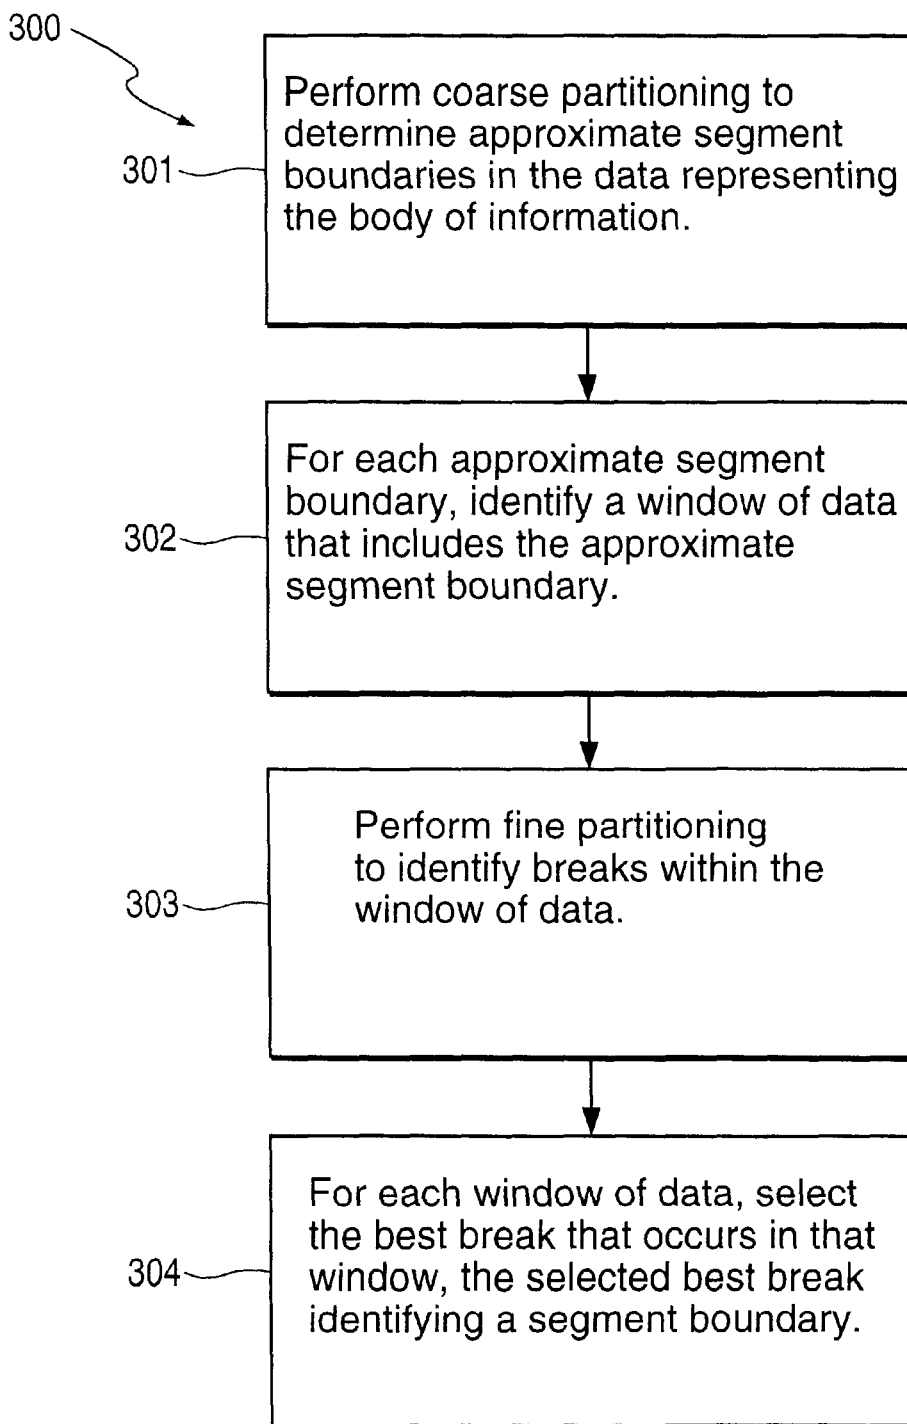 300
301
Perform coarse partitioning to
determine approximate segment
boundaries in the data representing
the body of information.
302
For each approximate segment
boundary, identify a window of data
that includes the approximate
segment boundary.
303
Perform fine partitioning
to identify breaks within the
window of data.
304
For each window of data, select
the best break that occurs in that
window, the selected best break
identifying a segment boundary.